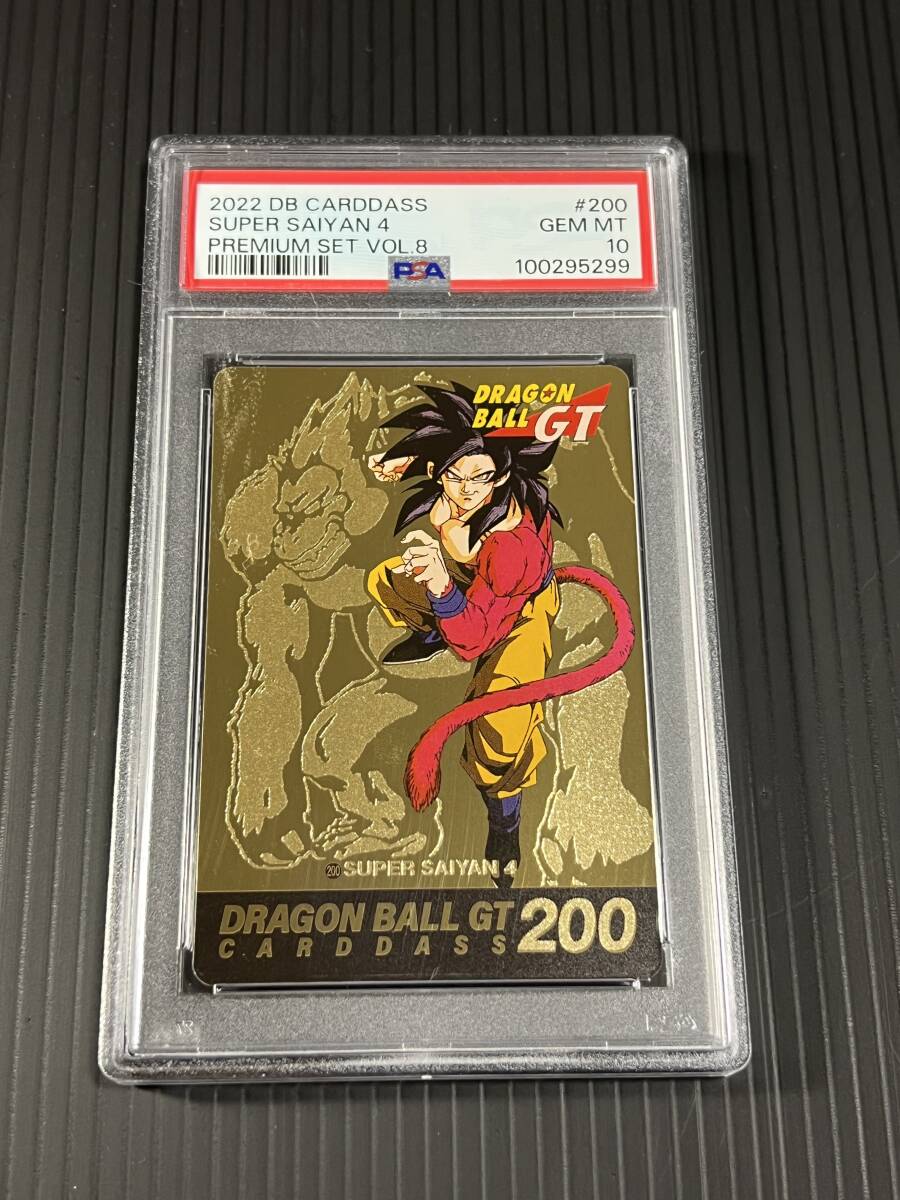 2022 DB CARDDASS #200
SUPER SAIYAN 4 GEM MT
PREMIUM SET VOL.8 10
PSA 100295299
DRAGON
BALL GT
200 SUPER SAIYAN 4
DRAGON BALL GT 200
CARDDASS